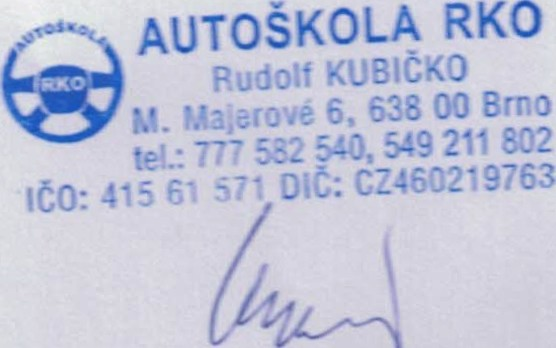 AUTOŠKOLA
RKO
AUTOŠKOLA RKO
Rudolf KUBIČKO
M. Majerové 6, 638 00 Brno
tel.: 777 582 540, 549 211 802
IČO: 415 61 571 DIČ: CZ460219763